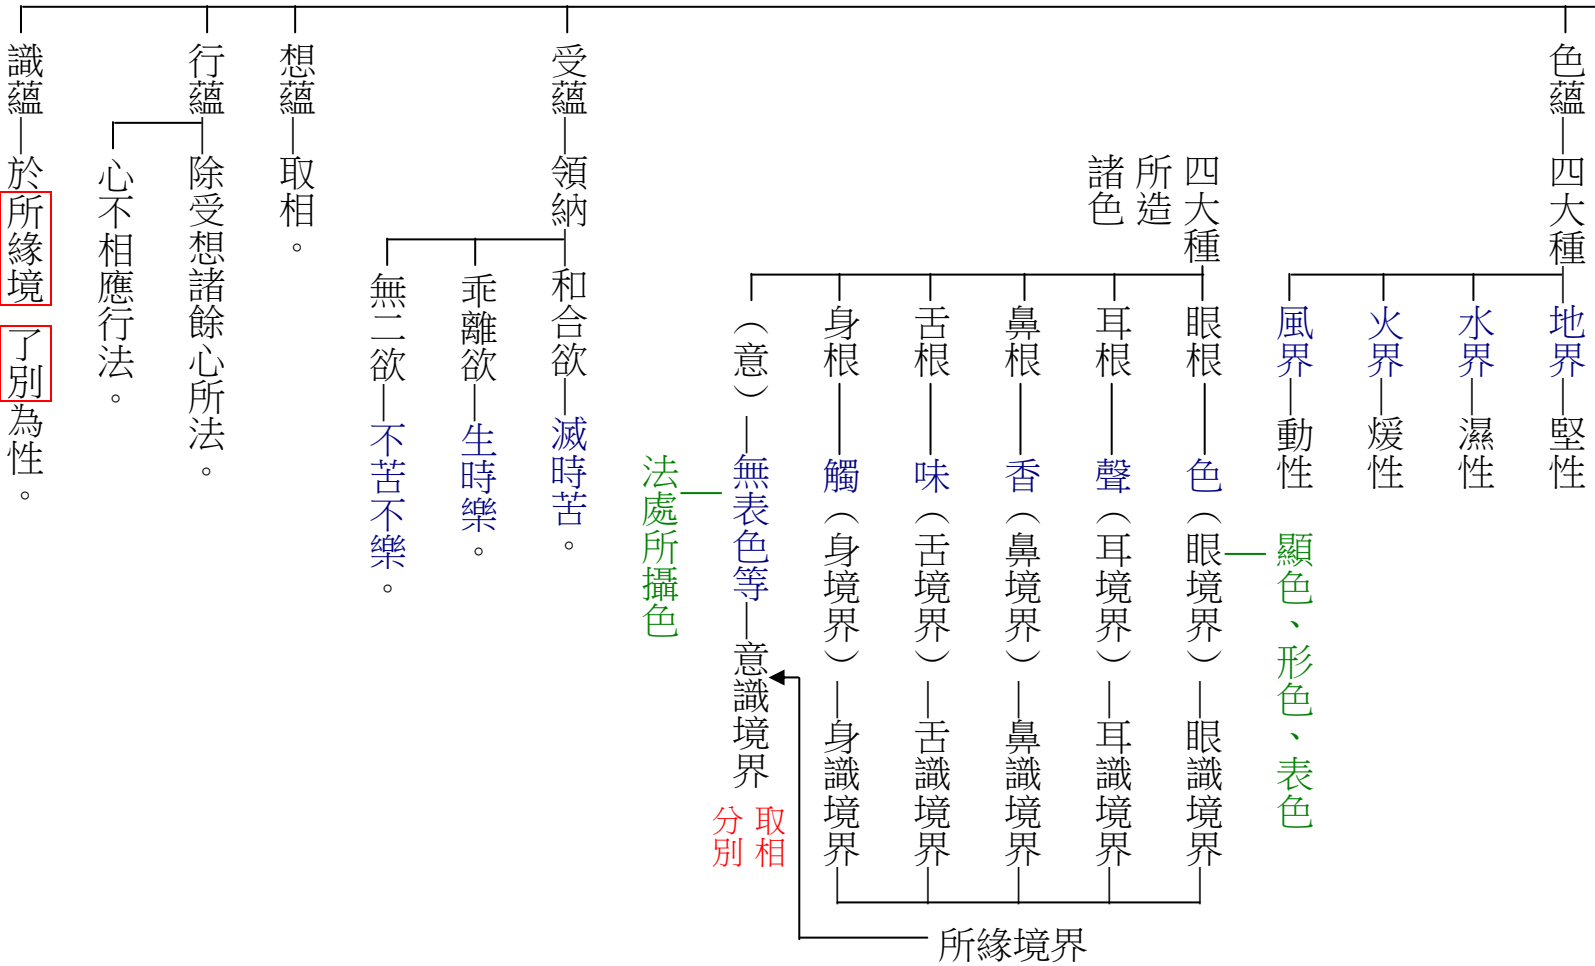 色蘊
四大種
地界
堅性
水界
濕性
火界
煖性
風界
動性
四大種
所造
諸色
眼根
色（眼境界）
眼識境界
顯色、形色、表色
耳根
聲（耳境界）
耳識境界
鼻根
香（鼻境界）
鼻識境界
舌根
味（舌境界）
舌識境界
身根
觸（身境界）
身識境界
（意）
無表色等
意識境界
取相
分別
法處所攝色
所緣境界
受蘊
領納
和合欲
滅時苦。
乖離欲
生時樂。
無二欲
不苦不樂。
想蘊
取相。
行蘊
除受想諸餘心所法。
心不相應行法。
識蘊
於所緣境了別為性。